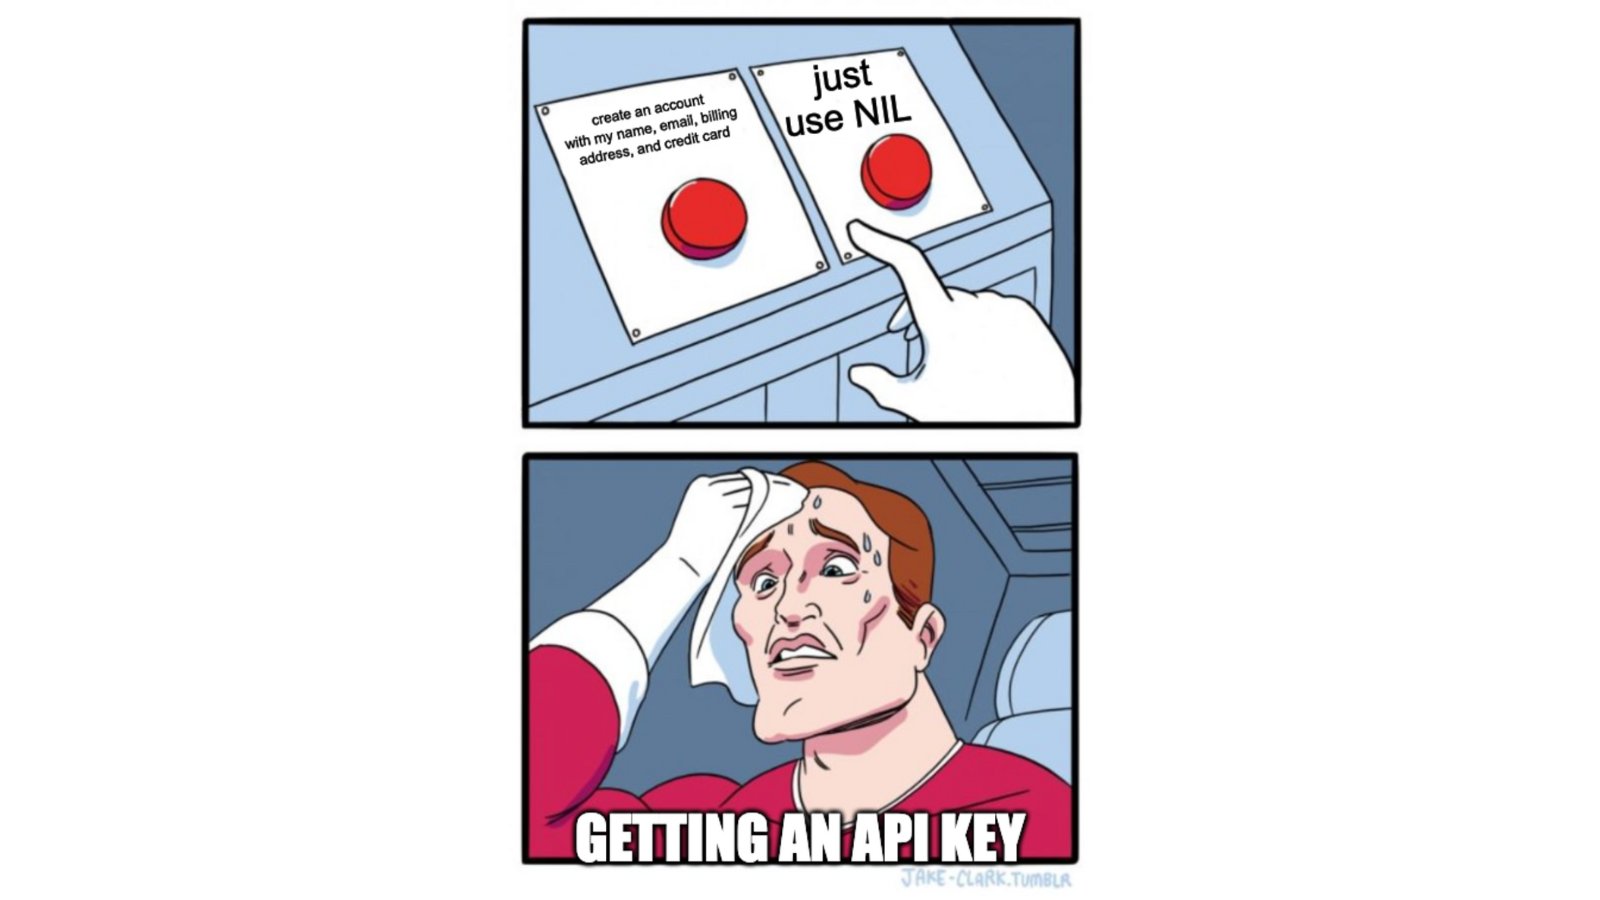 create an account
with my name, email, billing
address, and credit card
just
use NIL
GETTING AN API KEY
JAKE-CLARK.TUMBLR